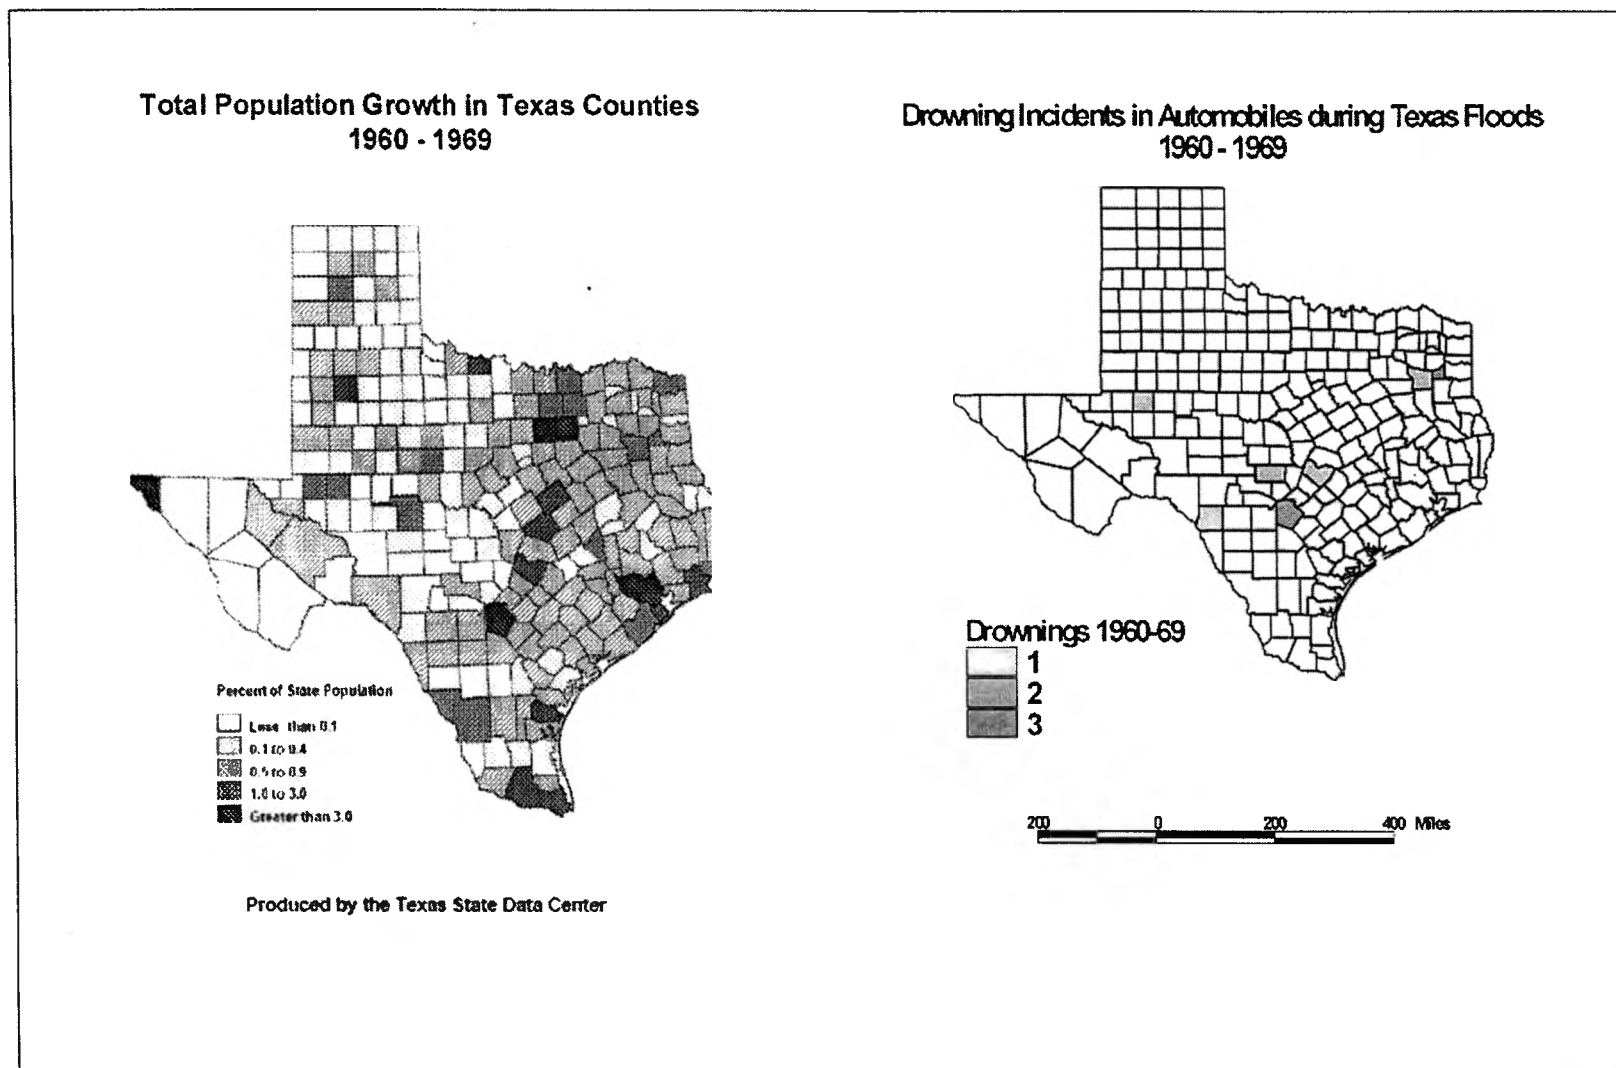 Total Population Growth in Texas Counties
1960 - 1969
Percent of State Population
Less than 0.1
0.1 to 0.4
0.5 to 0.9
1.0 to 3.0
Greater than 3.0
Produced by the Texas State Data Center
Drowning Incidents in Automobiles during Texas Floods
1960 - 1969
Drownings 1960-69
1
2
3
200 0 200 400 Miles